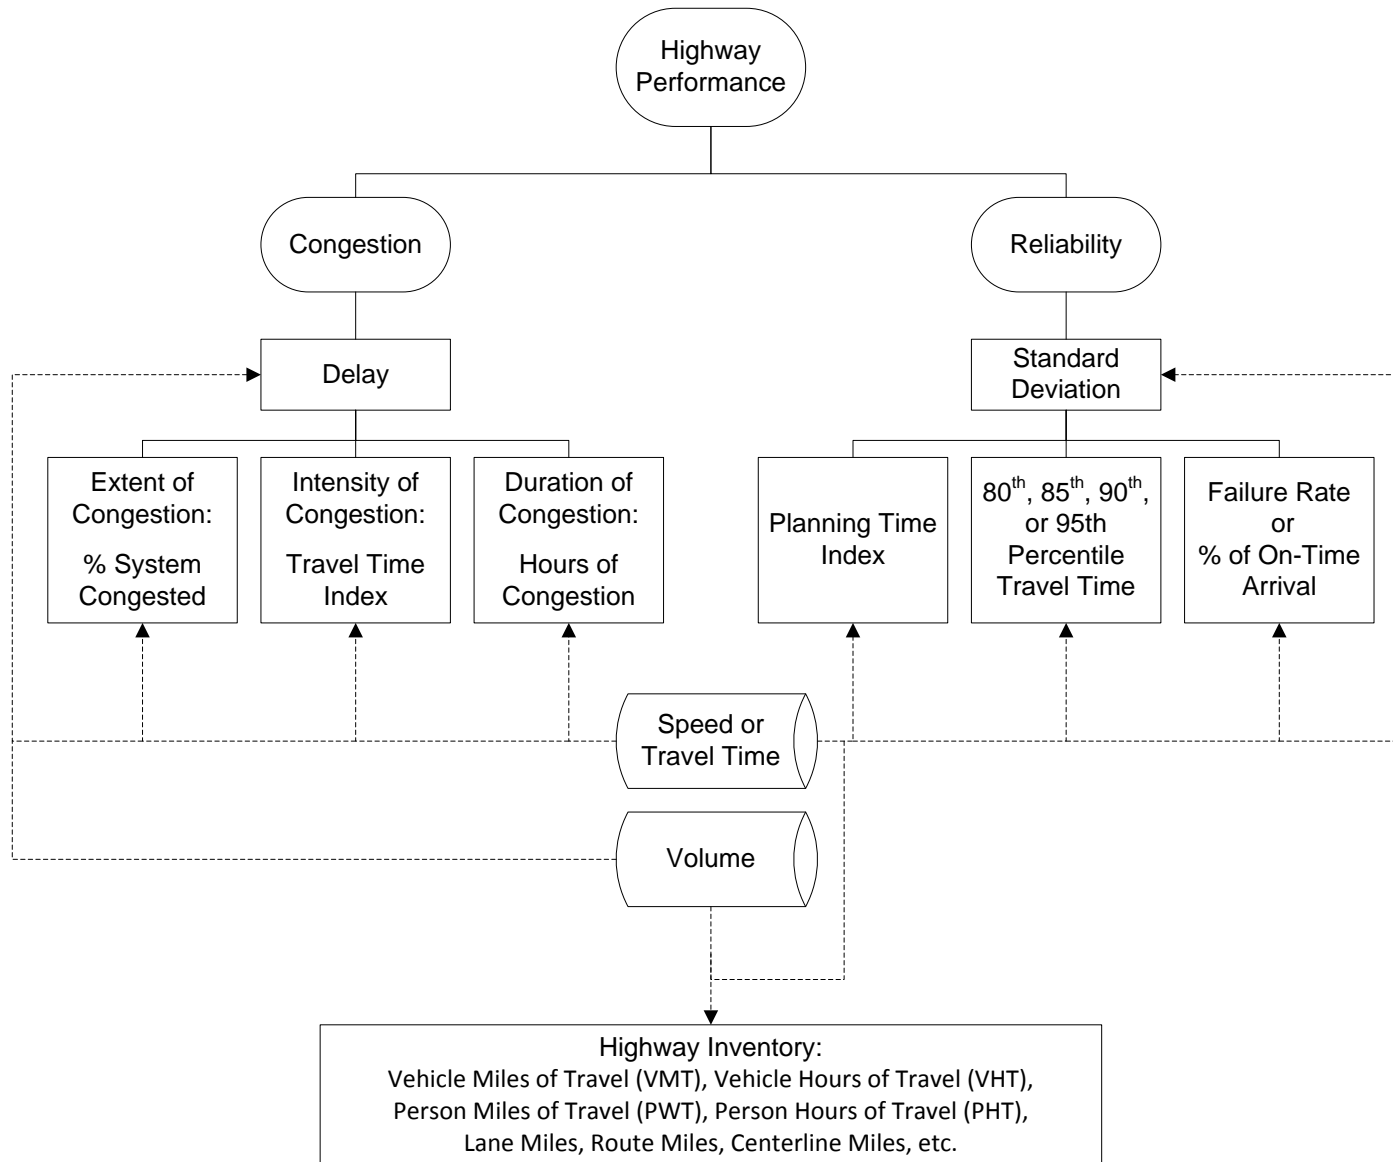 Highway
Performance
Congestion
Reliability
Delay
Standard
Deviation
Extent of
Congestion:
% System
Congested
Intensity of
Congestion:
Travel Time
Index
Duration of
Congestion:
Hours of
Congestion
Planning Time
Index
80th, 85th, 90th,
or 95th
Percentile
Travel Time
Failure Rate
or
% of On-Time
Arrival
Speed or
Travel Time
Volume
Highway Inventory:
Vehicle Miles of Travel (VMT), Vehicle Hours of Travel (VHT),
Person Miles of Travel (PWT), Person Hours of Travel (PHT),
Lane Miles, Route Miles, Centerline Miles, etc.